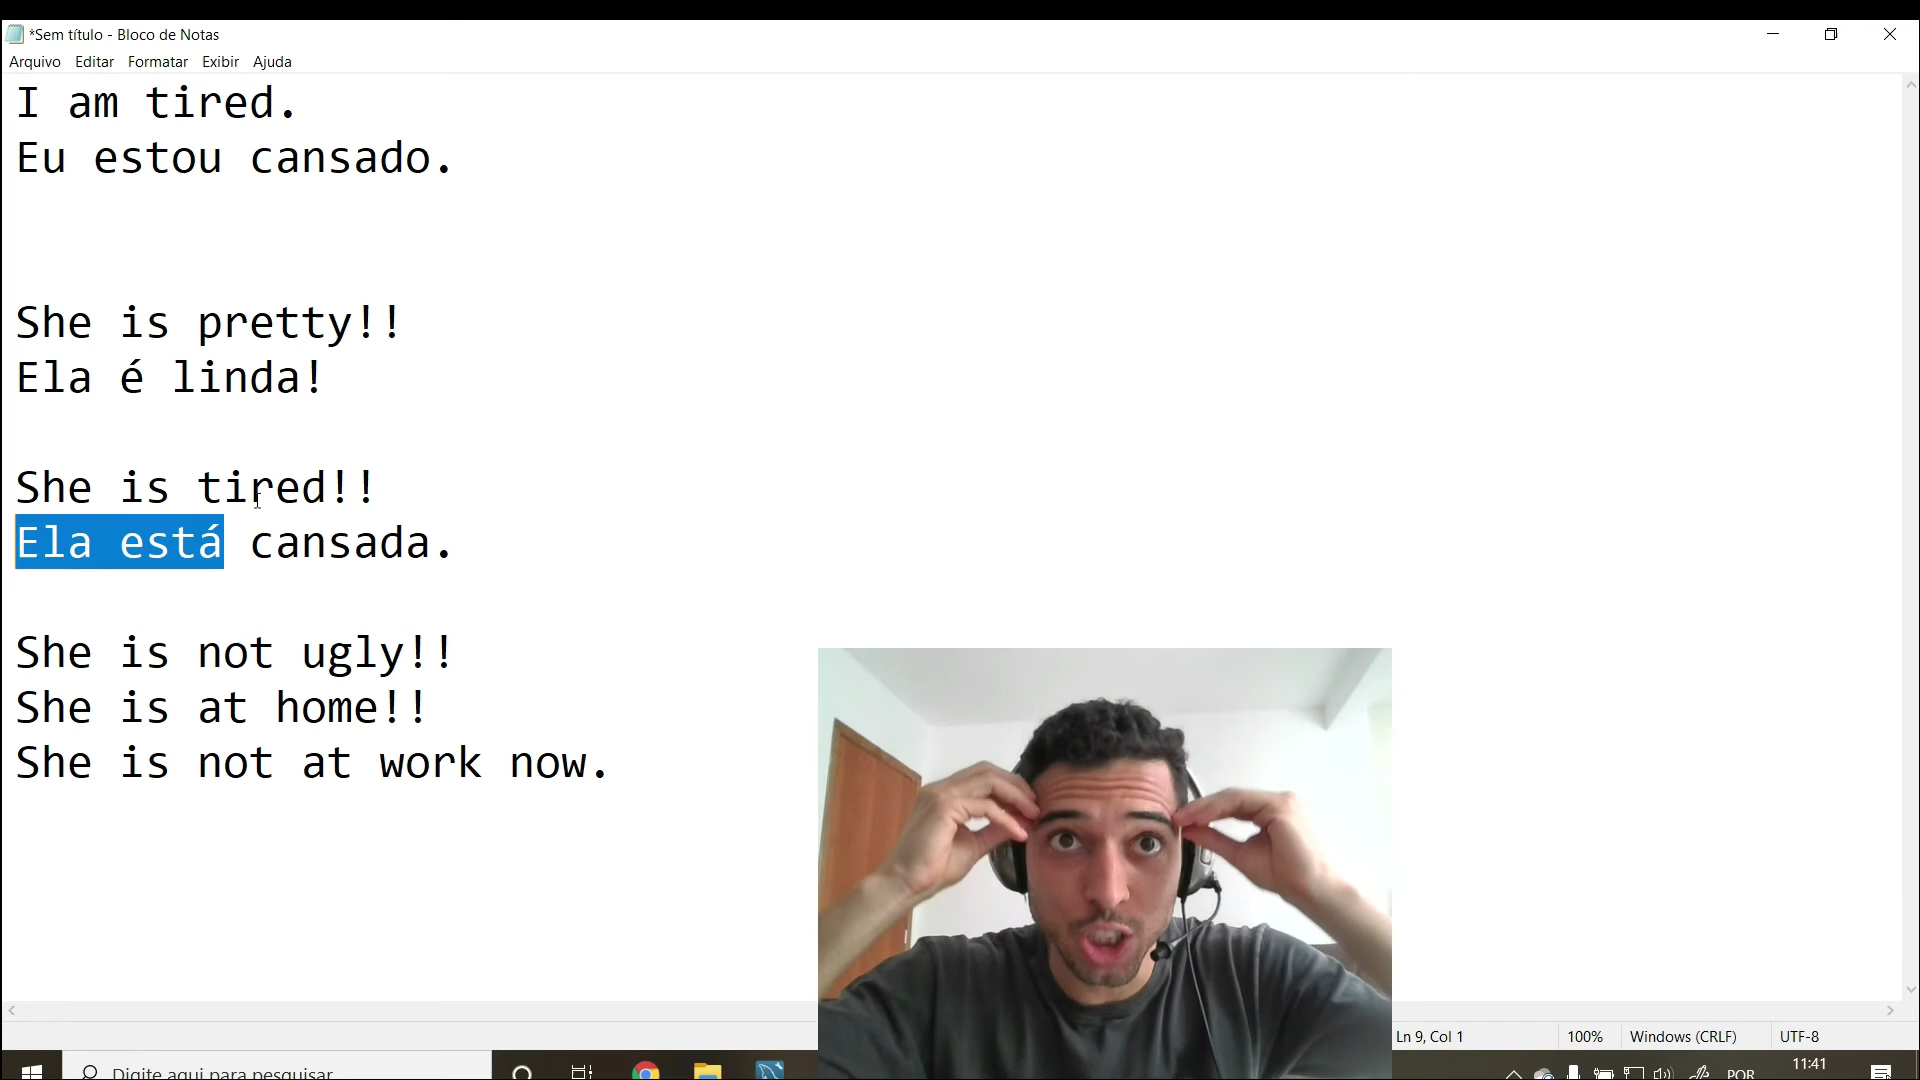 *Sem título - Bloco de Notas
Arquivo Editar Formatar Exibir Ajuda
I am tired.
Eu estou cansado.
She is pretty!!
Ela é linda!
She is tired!!
Ela está cansada.
She is not ugly!!
She is at home!!
She is not at work now.
Ln 9, Col 1 100% Windows (CRLF) UTF-8
Digite aqui para pesquisar
POR 11:41